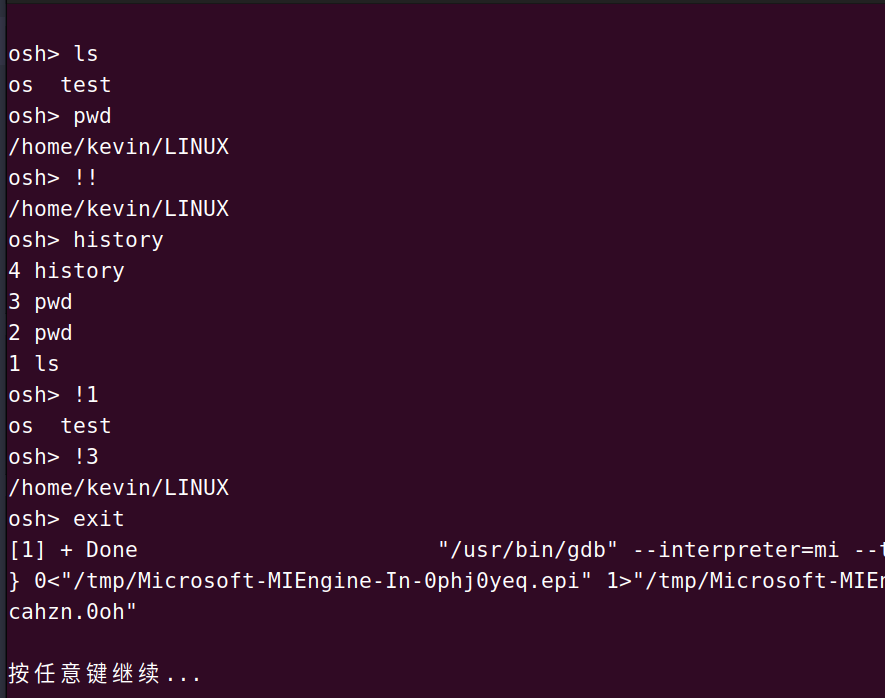 osh> ls
os  test
osh> pwd
/home/kevin/LINUX
osh> !!
/home/kevin/LINUX
osh> history
4 history
3 pwd
2 pwd
1 ls
osh> !1
os  test
osh> !3
/home/kevin/LINUX
osh> exit
[1] + Done                       "/usr/bin/gdb" --interpreter=mi --t
} 0<"/tmp/Microsoft-MIEngine-In-0phj0yeq.epi" 1>"/tmp/Microsoft-MIEn
cahzn.0oh"
按任意键继续...